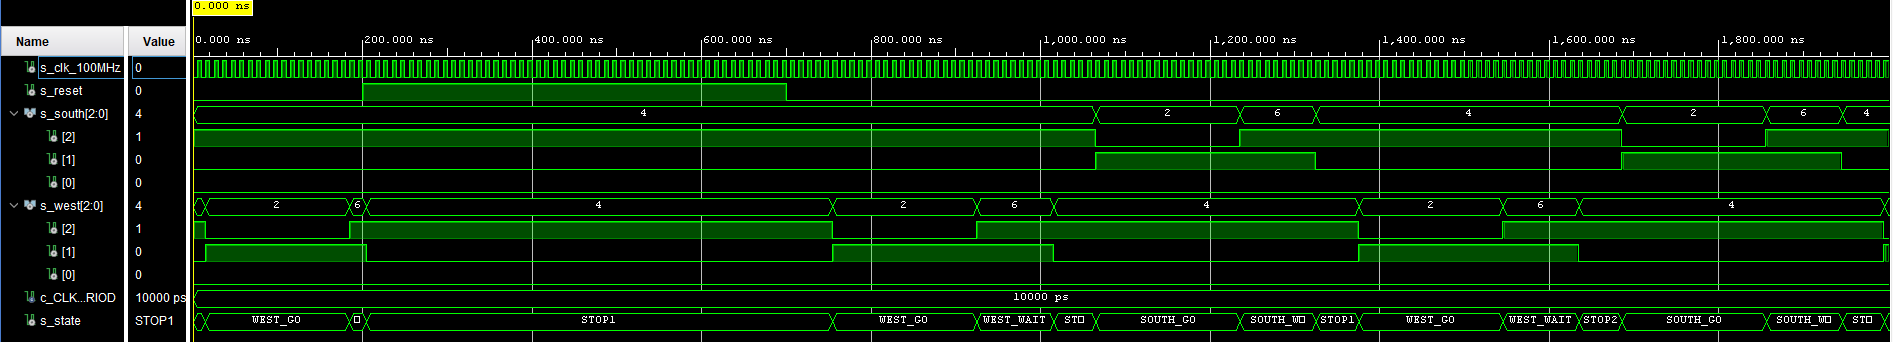 0.000 ns
Name Value 0.000 ns 200.000 ns 400.000 ns 600.000 ns 800.000 ns 1,000.000 ns 1,200.000 ns 1,400.000 ns 1,600.000 ns 1,800.000 ns
s_clk_100MHz 0
s_reset 0
s_south[2:0] 4 4 2 6 4 2 6 4
[2] 1
[1] 0
[0] 0
s_west[2:0] 4 2 6 4 2 6 4 2 6 4
[2] 1
[1] 0
[0] 0
c_CLK...RIOD 10000 ps 10000 ps
s_state STOP1 WEST_GO □ STOP1 WEST_GO WEST_WAIT ST□ SOUTH_GO SOUTH_W□ STOP1 WEST_GO WEST_WAIT STOP2 SOUTH_GO SOUTH_W□ ST□